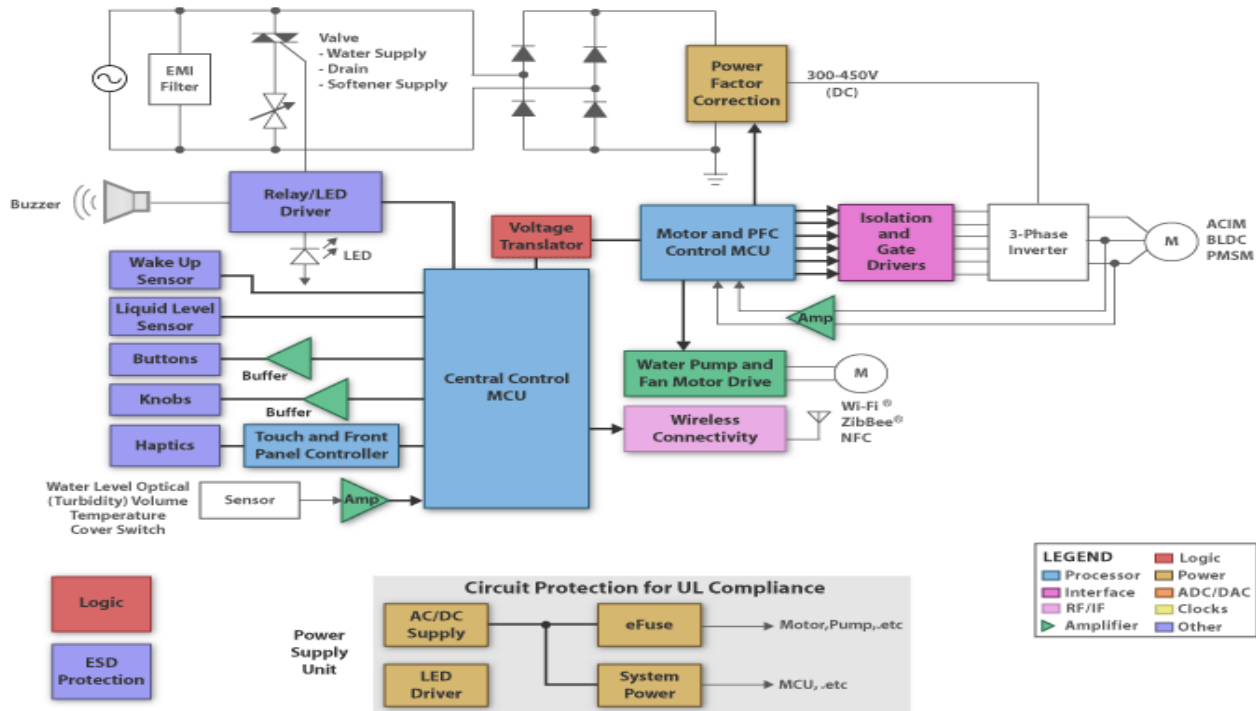 EMI
Filter
Valve
- Water Supply
- Drain
- Softener Supply
Power
Factor
Correction
300-450V
(DC)
Buzzer
Relay/LED
Driver
LED
Voltage
Translator
Motor and PFC
Control MCU
Isolation
and
Gate
Drivers
3-Phase
Inverter
M
ACIM
BLDC
PMSM
Amp
Wake Up
Sensor
Liquid Level
Sensor
Buttons
Buffer
Knobs
Buffer
Haptics
Touch and Front
Panel Controller
Central Control
MCU
Water Pump and
Fan Motor Drive
M
Wireless
Connectivity
Wi-Fi ®
ZibBee®
NFC
Water Level Optical
(Turbidity) Volume
Temperature
Cover Switch
Sensor
Amp
LEGEND
Processor
Interface
RF/IF
Amplifier
Logic
Power
ADC/DAC
Clocks
Other
Logic
ESD
Protection
Power
Supply
Unit
Circuit Protection for UL Compliance
AC/DC
Supply
eFuse
Motor,Pump,.etc
LED
Driver
System
Power
MCU,.etc